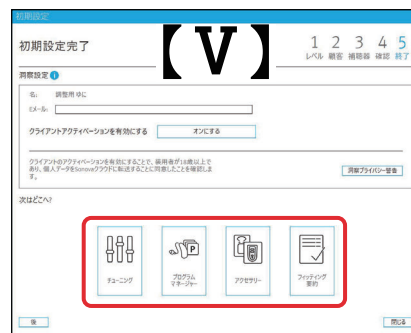 初期設定
初期設定完了
【V】
1 2 3 4 5
レベル 顧客 補聴器 確認 終了
洞察設定
名: 調整用 ゆに
EX-ル:
クライアントアクティベーションを有効にする
オンにする
クライアントのアクティベーションを有効にすることで、装用者が18歳以上で
あり、個人データをSonovaクラウドに転送することに同意したことを確認しま
す。
洞察プライバシー警告
次はどこへ?
チューニング
プログラム
マネージャー
アクセサリー
フィッティング
要約
後
閉じる